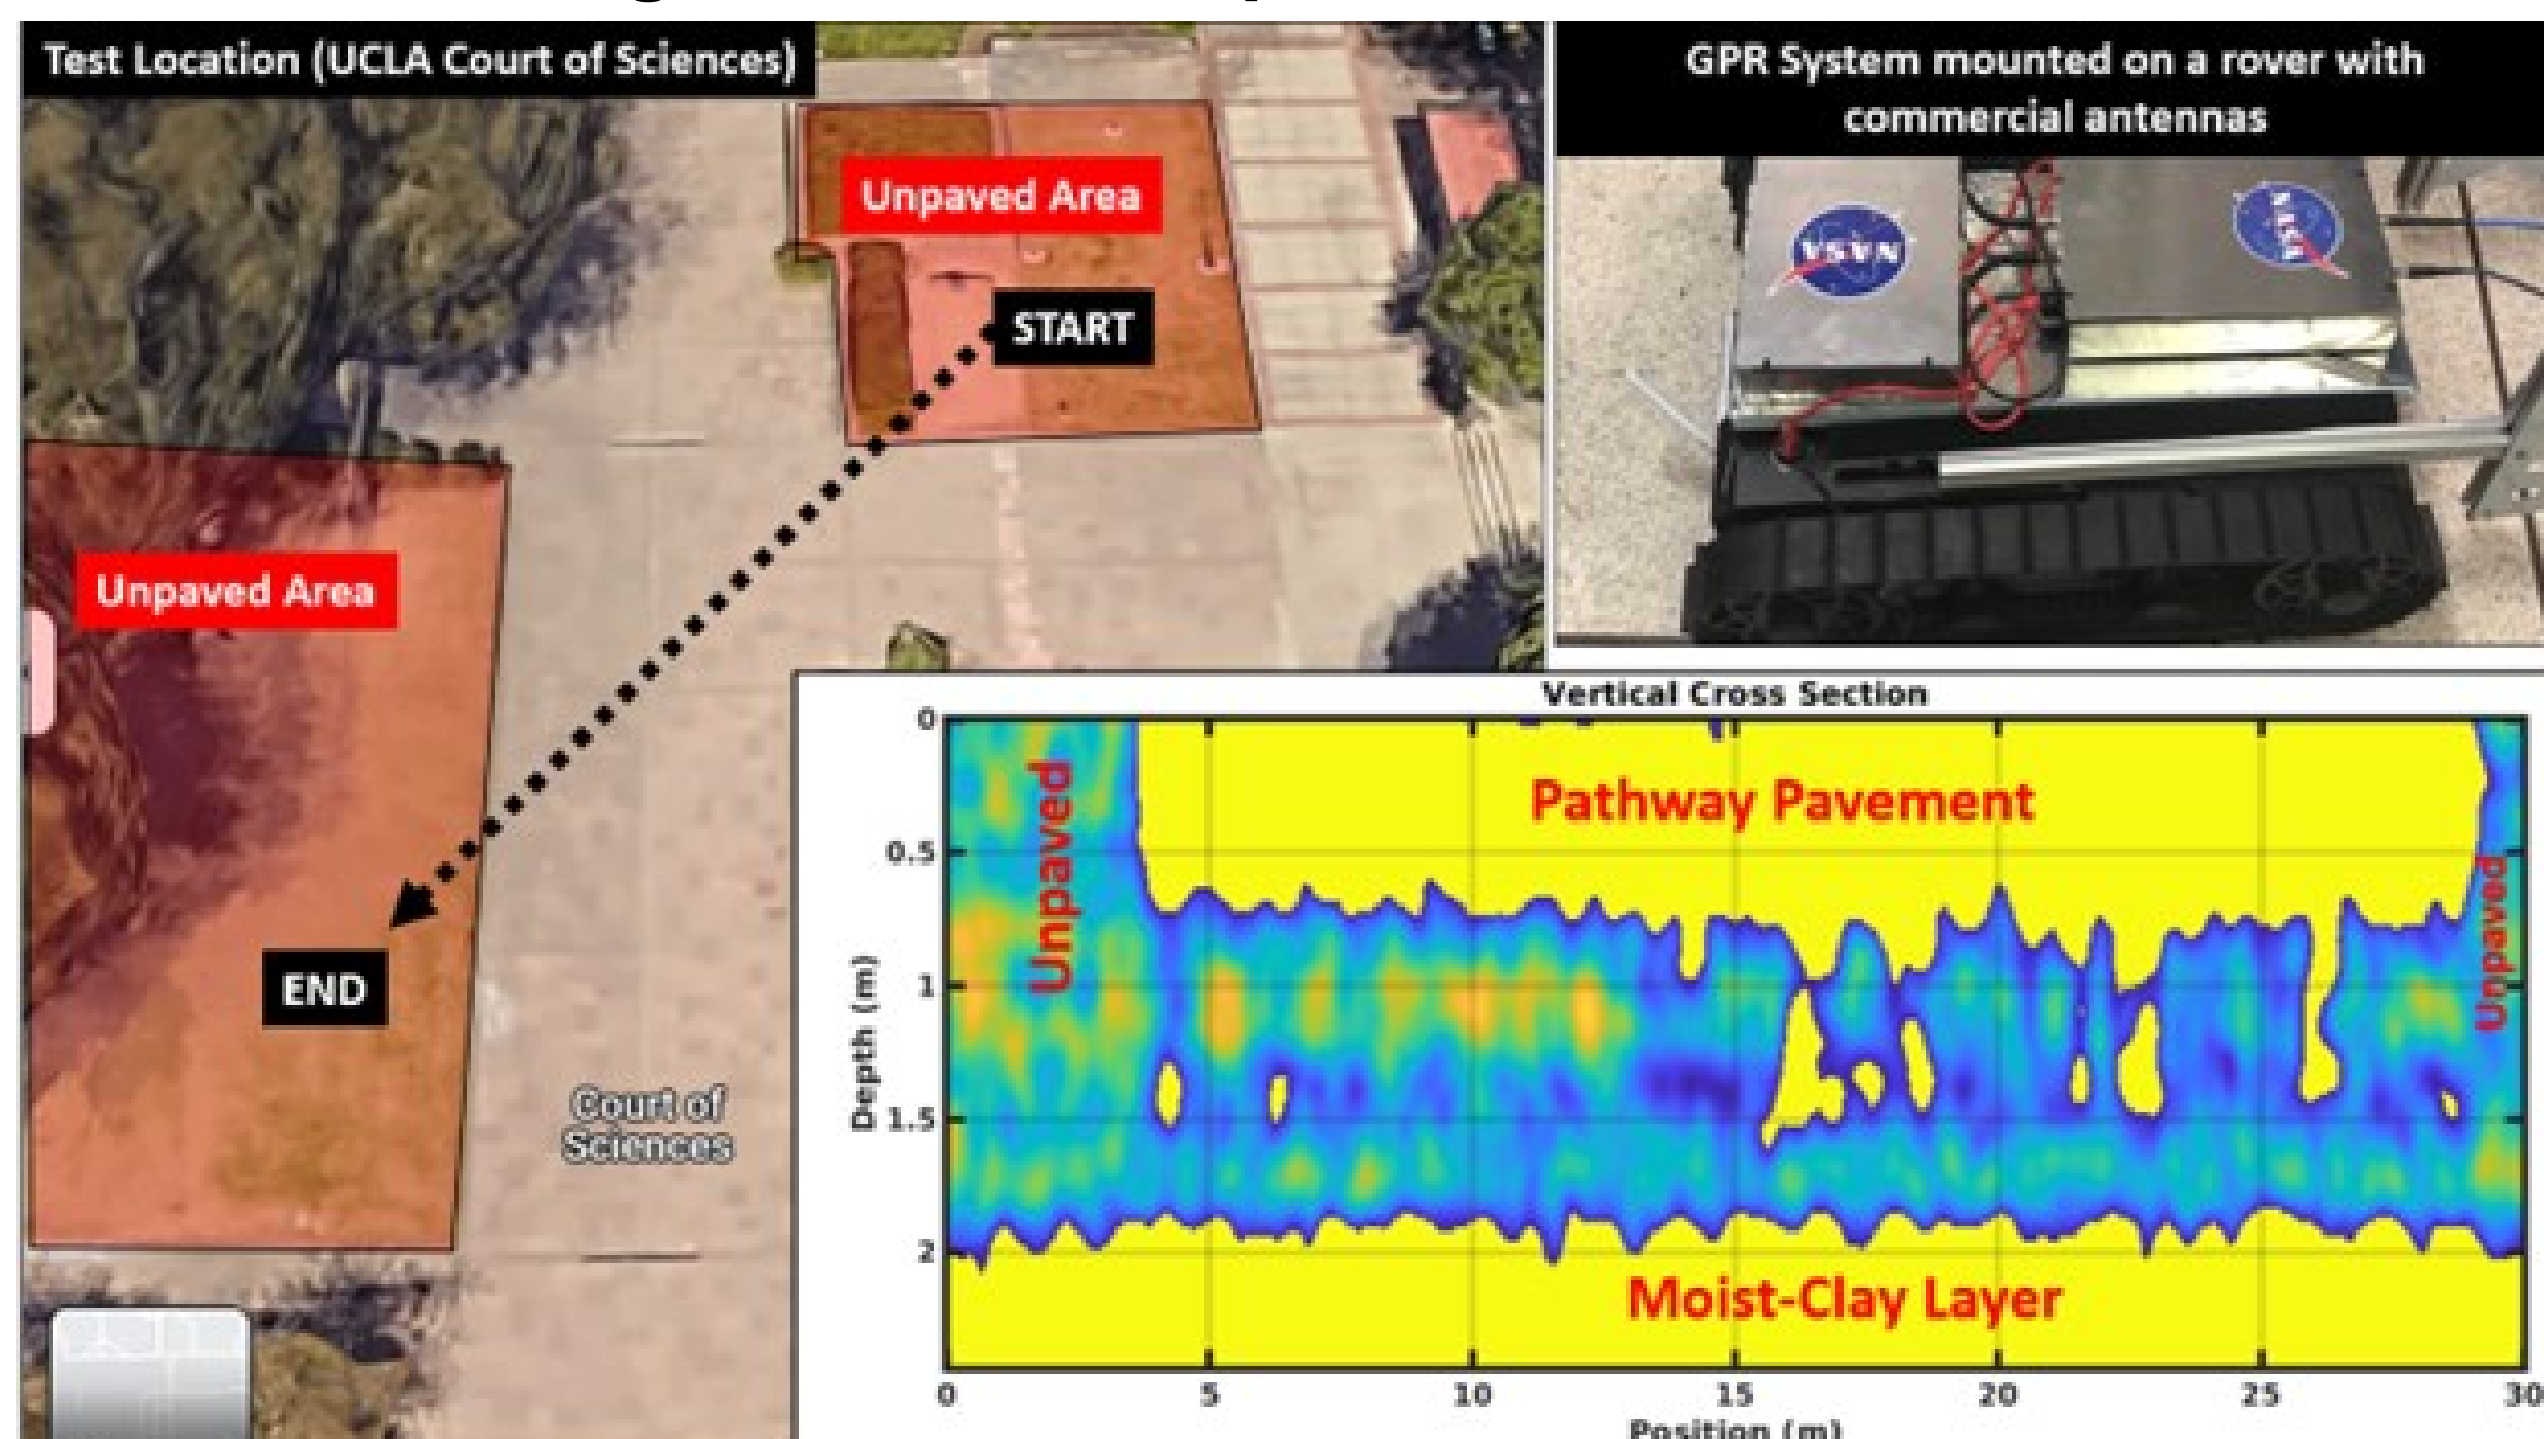 Test Location (UCLA Court of Sciences)
GPR System mounted on a rover with
commercial antennas
Unpaved Area
START
Unpaved Area
END
Court of
Sciences
NASA
NASA
Vertical Cross Section
Pathway Pavement
Unpaved
Unpaved
Moist-Clay Layer
Depth (m)
0
0.5
1
1.5
2
0 5 10 15 20 25 30
Position (m)